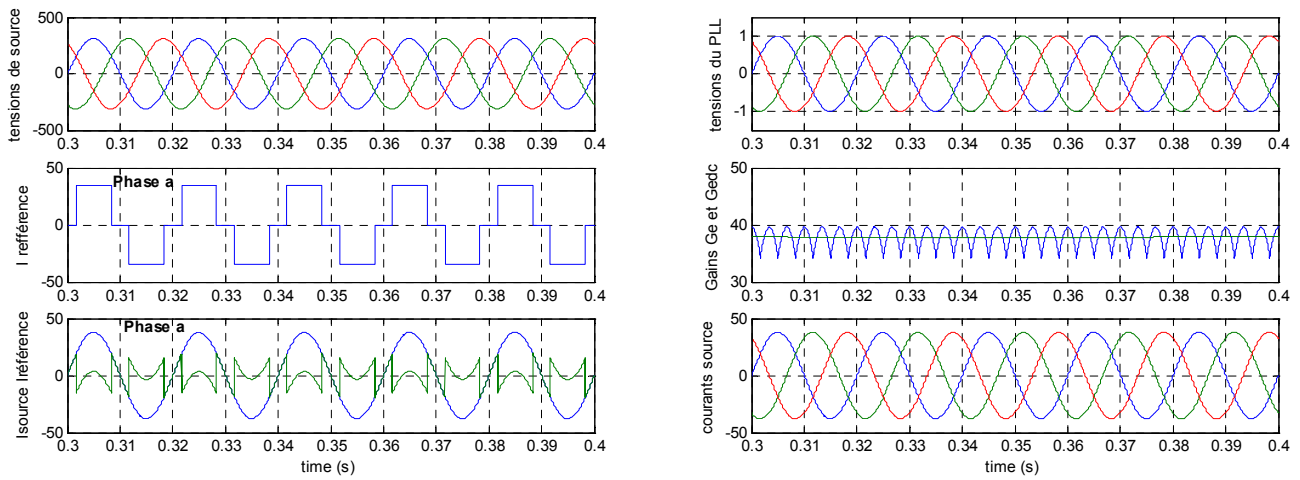 tensions de source
500
0
-500
0.3 0.31 0.32 0.33 0.34 0.35 0.36 0.37 0.38 0.39 0.4
I refférence
Phase a
50
0
-50
0.3 0.31 0.32 0.33 0.34 0.35 0.36 0.37 0.38 0.39 0.4
Isource Iréférence
Phase a
50
0
-50
0.3 0.31 0.32 0.33 0.34 0.35 0.36 0.37 0.38 0.39 0.4
time (s)
tensions du PLL
1
0
-1
0.3 0.31 0.32 0.33 0.34 0.35 0.36 0.37 0.38 0.39 0.4
Gains Ge et Gedc
50
40
30
0.3 0.31 0.32 0.33 0.34 0.35 0.36 0.37 0.38 0.39 0.4
courants source
50
0
-50
0.3 0.31 0.32 0.33 0.34 0.35 0.36 0.37 0.38 0.39 0.4
time (s)